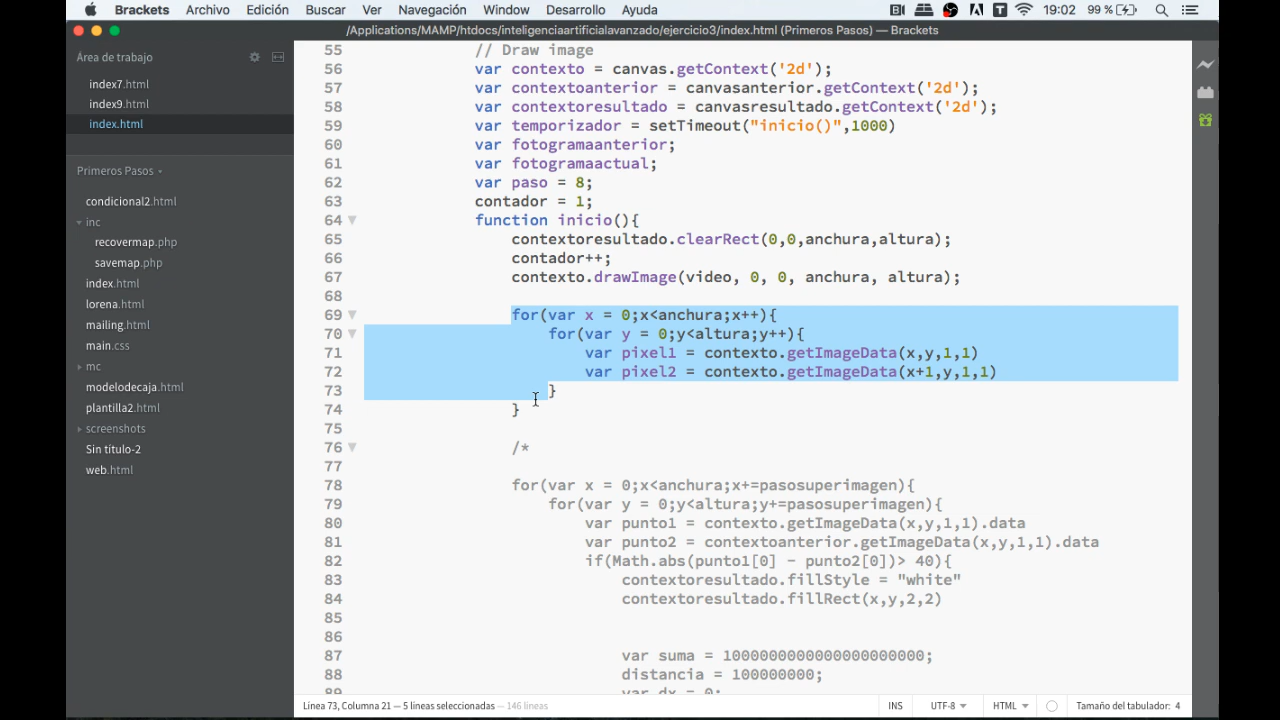 Brackets Archivo Edición Buscar Ver Navegación Window Desarrollo Ayuda 19:02 99 %
/Applications/MAMP/htdocs/inteligenciaartificialavanzado/ejercicio3/index.html (Primeros Pasos) — Brackets
Área de trabajo
index7.html
index9.html
index.html
Primeros Pasos
condicional2.html
inc
recovermap.php
savemap.php
index.html
lorena.html
mailing.html
main.css
mc
modelodecaja.html
plantilla2.html
screenshots
Sin título-2
web.html
55 // Draw image
56 var contexto = canvas.getContext('2d');
57 var contextoanterior = canvasanterior.getContext('2d');
58 var contextoresultado = canvasresultado.getContext('2d');
59 var temporizador = setTimeout("inicio()",1000)
60 var fotogramaanterior;
61 var fotogramaactual;
62 var paso = 8;
63 contador = 1;
64 function inicio(){
65 contextoresultado.clearRect(0,0,anchura,altura);
66 contador++;
67 contexto.drawImage(video, 0, 0, anchura, altura);
68
69 for(var x = 0;x<anchura;x++){
70 for(var y = 0;y<altura;y++){
71 var pixel1 = contexto.getImageData(x,y,1,1)
72 var pixel2 = contexto.getImageData(x+1,y,1,1)
73 }
74 }
75
76 /*
77
78 for(var x = 0;x<anchura;x+=pasosuperimagen){
79 for(var y = 0;y<altura;y+=pasosuperimagen){
80 var punto1 = contexto.getImageData(x,y,1,1).data
81 var punto2 = contextoanterior.getImageData(x,y,1,1).data
82 if(Math.abs(punto1[0] - punto2[0])> 40){
83 contextoresultado.fillStyle = "white"
84 contextoresultado.fillRect(x,y,2,2)
85
86
87 var suma = 10000000000000000000000;
88 distancia = 100000000;
89 var dx = 0;
Línea 73, Columna 21 — 5 líneas seleccionadas — 146 líneas
INS UTF-8 HTML Tamaño del tabulador: 4